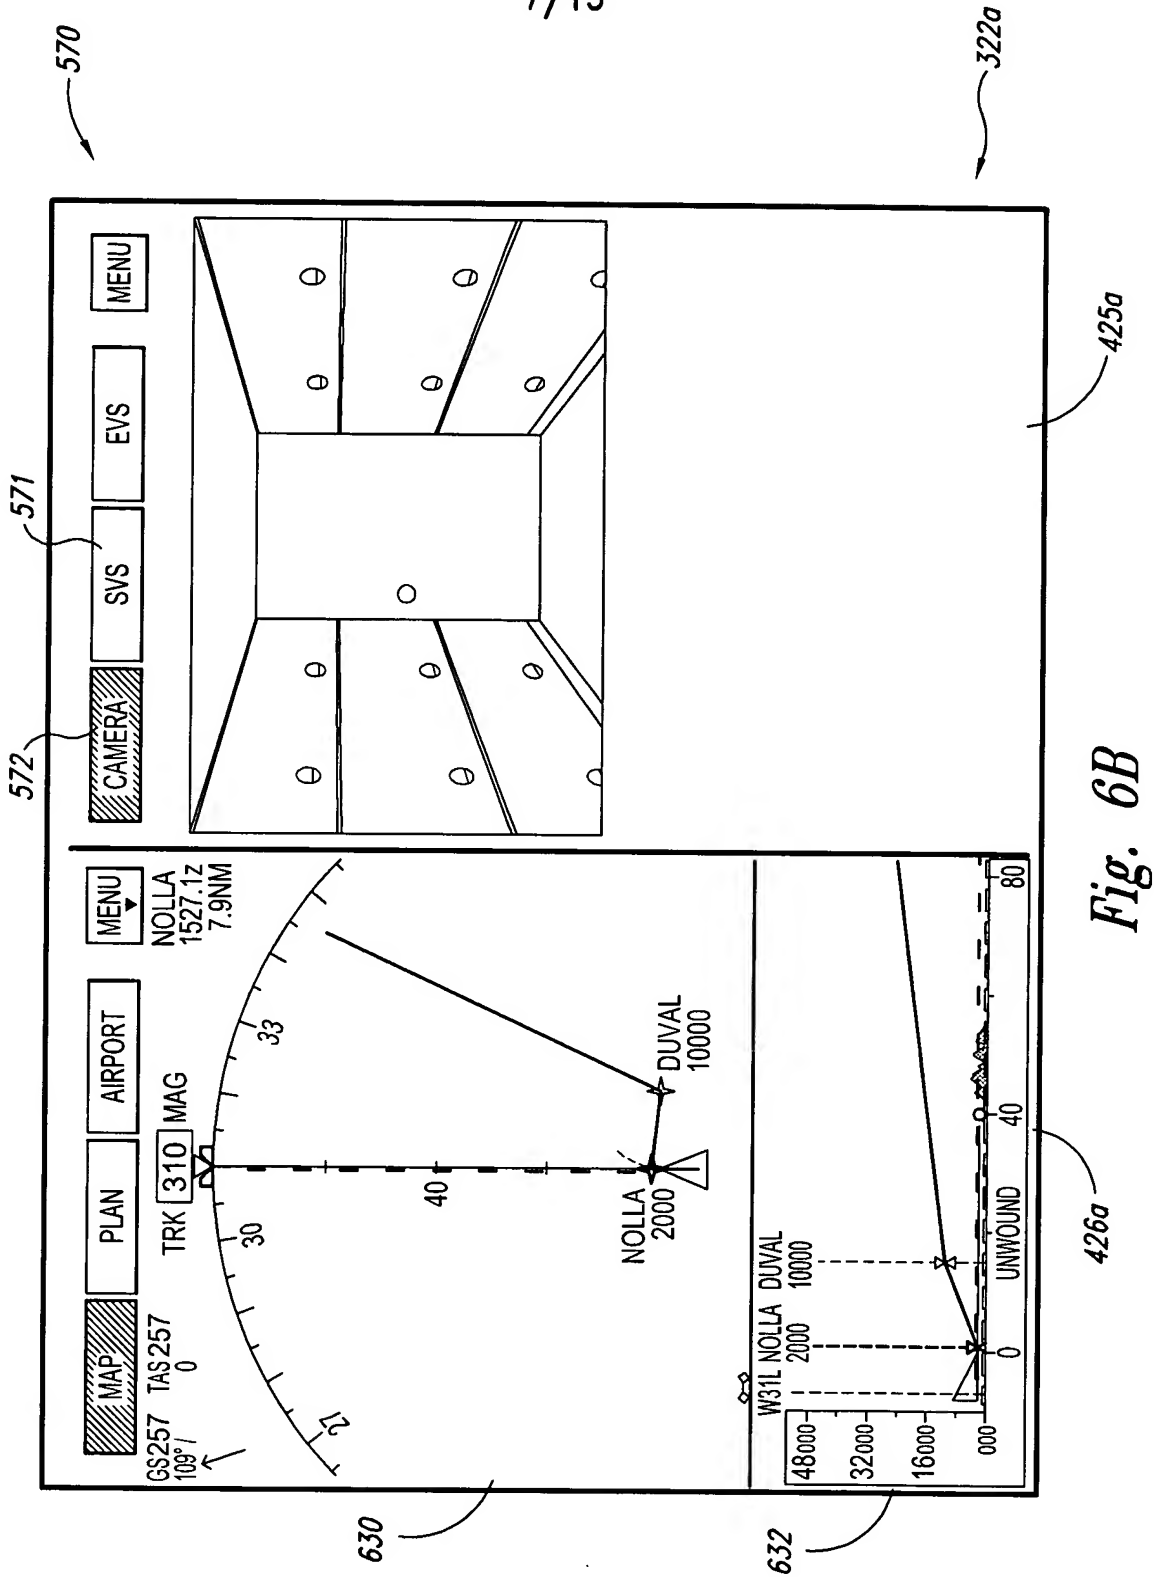 570
571
572
MAP
PLAN
AIRPORT
MENU
CAMERA
SVS
EVS
MENU
GS257 TAS257
109°/ 0
TRK 310 MAG
NOLLA
1527.1z
7.9NM
27
30
33
40
NOLLA
2000
DUVAL
10000
630
W31L NOLLA DUVAL
2000 10000
48000
32000
16000
000
0
40
80
UNWOUND
632
426a
425a
322a
Fig. 6B